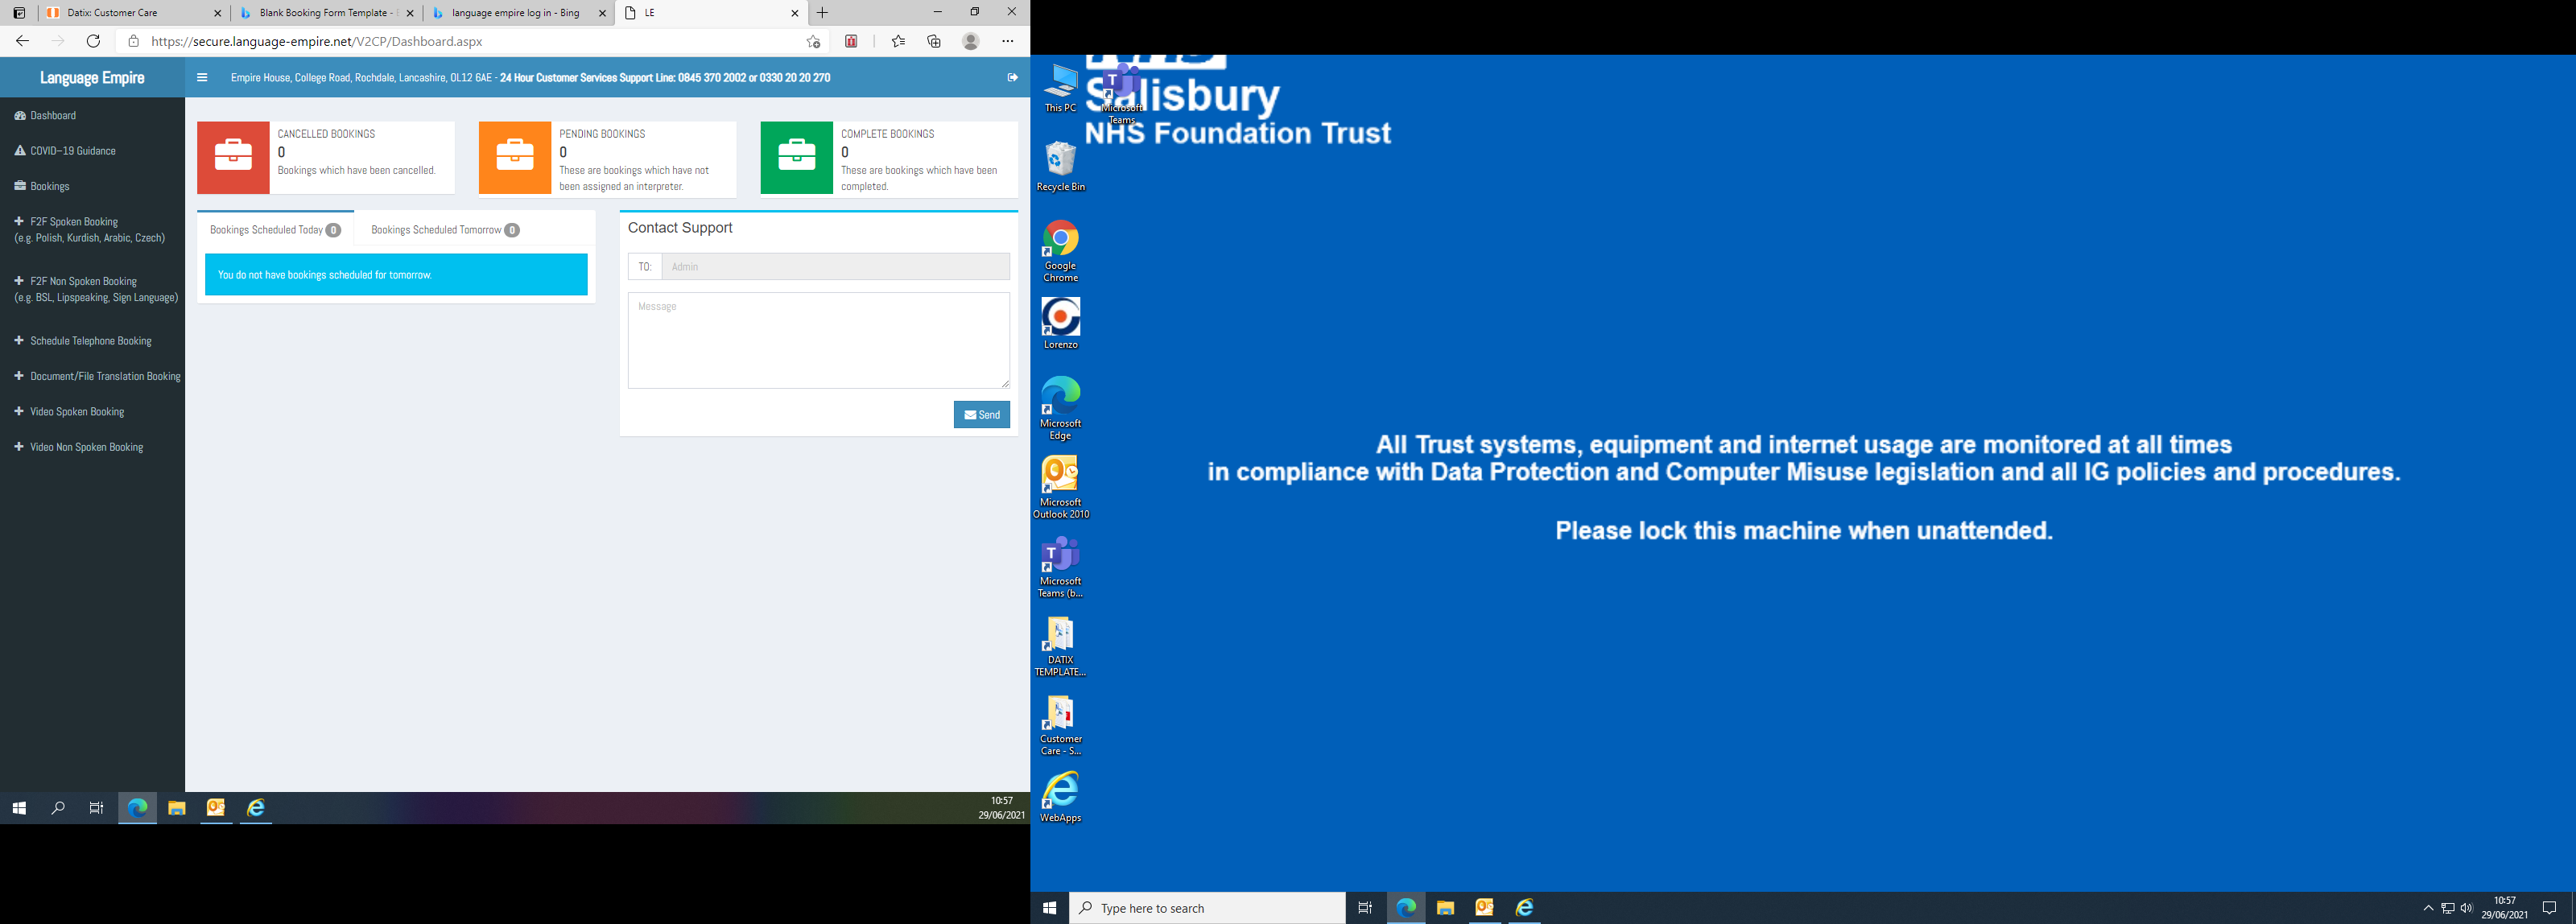 Datix: Customer Care
Blank Booking Form Template -
language empire log in - Bing
LE
https://secure.language-empire.net/V2CP/Dashboard.aspx
Language Empire
Empire House, College Road, Rochdale, Lancashire, OL12 6AE - 24 Hour Customer Services Support Line: 0845 370 2002 or 0330 20 20 270
Dashboard
COVID-19 Guidance
Bookings
F2F Spoken Booking
(e.g. Polish, Kurdish, Arabic, Czech)
F2F Non Spoken Booking
(e.g. BSL, Lipspeaking, Sign Language)
Schedule Telephone Booking
Document/File Translation Booking
Video Spoken Booking
Video Non Spoken Booking
CANCELLED BOOKINGS
0
Bookings which have been cancelled.
PENDING BOOKINGS
0
These are bookings which have not
been assigned an interpreter.
COMPLETE BOOKINGS
0
These are bookings which have been
completed.
Bookings Scheduled Today 0
Bookings Scheduled Tomorrow 0
You do not have bookings scheduled for tomorrow.
Contact Support
TO: Admin
Message
Send
10:57
29/06/2021
Salisbury
NHS Foundation Trust
This PC
Microsoft
Teams
Recycle Bin
Google
Chrome
Lorenzo
Microsoft
Edge
Microsoft
Outlook 2010
Microsoft
Teams (b...
DATIX
TEMPLATE...
Customer
Care - S...
WebApps
All Trust systems, equipment and internet usage are monitored at all times
in compliance with Data Protection and Computer Misuse legislation and all IG policies and procedures.
Please lock this machine when unattended.
Type here to search
10:57
29/06/2021